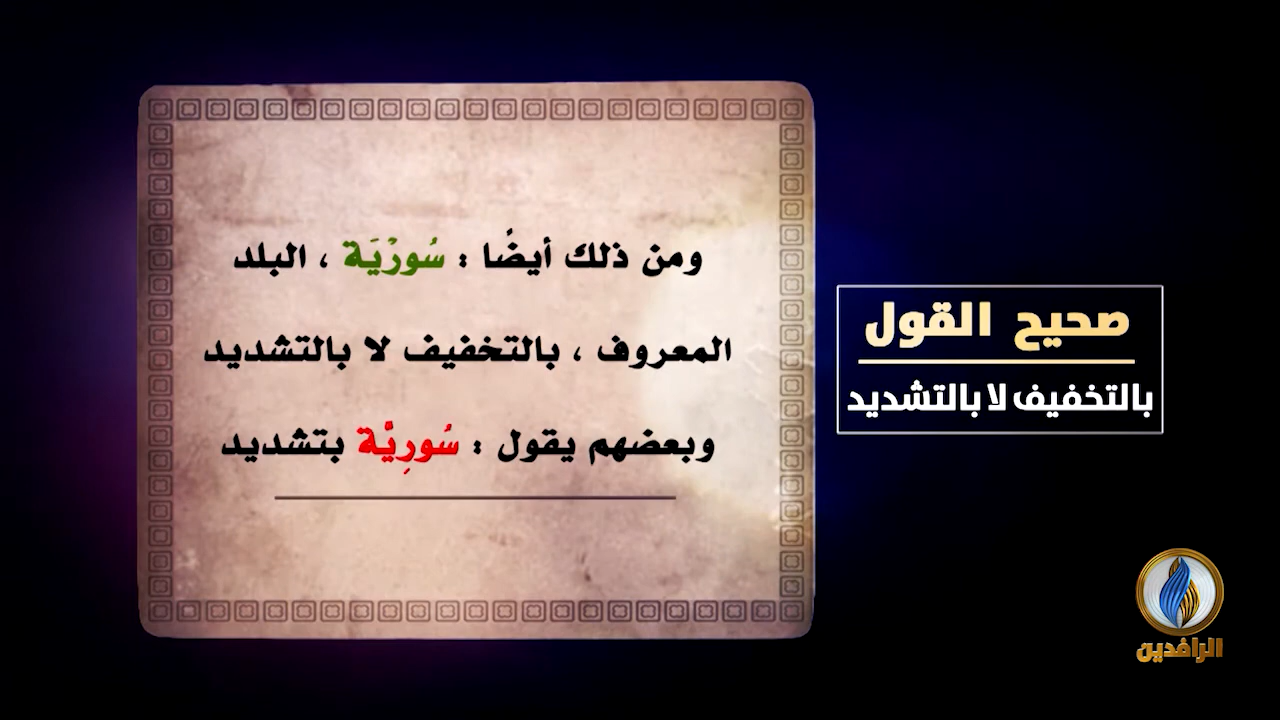 صحيح القول
بالتخفيف لا بالتشديد
ومن ذلك أيضًا : سُورْيَة ، البلد
المعروف ، بالتخفيف لا بالتشديد
وبعضهم يقول : سُورِيَّة بتشديد
الرافدين